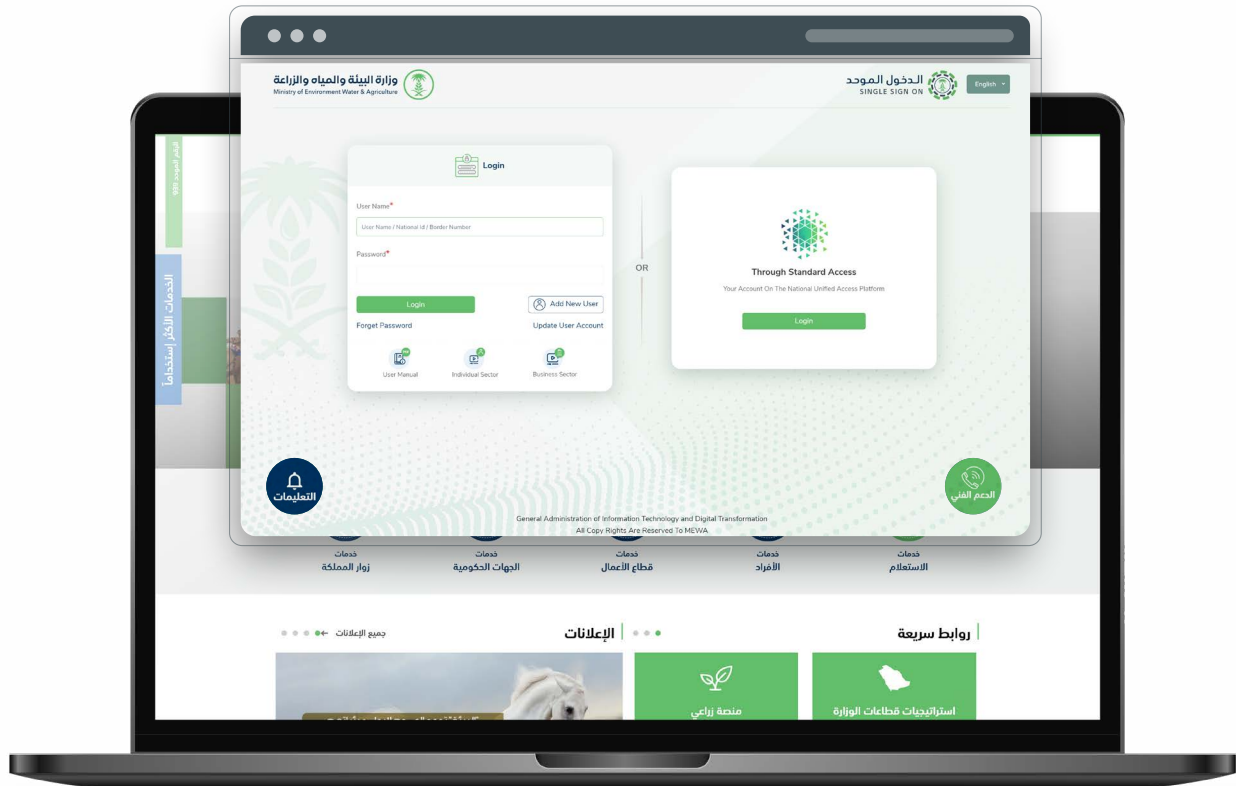 وزارة البيئة والمياه والزراعة
Ministry of Environment Water & Agriculture
الـدخول الـموحـد
SINGLE SIGN ON
English
Login
User Name*
User Name / National Id / Border Number
Password*
Login
Add New User
Forget Password
Update User Account
User Manual
Individual Sector
Business Sector
OR
Through Standard Access
Your Account On The National Unified Access Platform
Login
التعليمات
الدعم الفني
General Administration of Information Technology and Digital Transformation
All Copy Rights Are Reserved To MEWA
الرقم الموحد 939
الخدمات الأكثر إستخداماً
خدمات
الاستعلام
خدمات
الأفراد
خدمات
قطاع الأعمال
خدمات
الجهات الحكومية
خدمات
زوار المملكة
روابط سريعة
الإعلانات
جميع الإعلانات
استراتيجيات قطاعات الوزارة
منصة زراعي